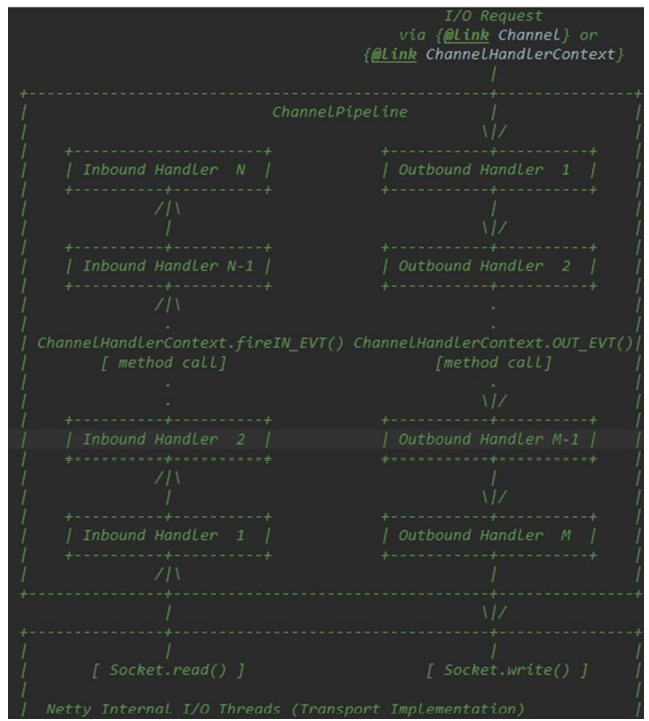 I/O Request
via {@link Channel} or
{@link ChannelHandlerContext}
|
+---------------------------------------------------+---------------+
|                           ChannelPipeline         |               |
|                                                  \|/              |
|    +---------------------+            +-----------+----------+    |
|    | Inbound Handler  N  |            | Outbound Handler  1  |    |
|    +----------+----------+            +-----------+----------+    |
|              /|\                                  |               |
|               |                                  \|/              |
|    +----------+----------+            +-----------+----------+    |
|    | Inbound Handler N-1 |            | Outbound Handler  2  |    |
|    +----------+----------+            +-----------+----------+    |
|              /|\                                  .               |
|               .                                   .               |
| ChannelHandlerContext.fireIN_EVT() ChannelHandlerContext.OUT_EVT()|
|        [ method call]                       [method call]         |
|               .                                   .               |
|               .                                  \|/              |
|    +----------+----------+            +-----------+----------+    |
|    | Inbound Handler  2  |            | Outbound Handler M-1 |    |
|    +----------+----------+            +-----------+----------+    |
|              /|\                                  |               |
|               |                                  \|/              |
|    +----------+----------+            +-----------+----------+    |
|    | Inbound Handler  1  |            | Outbound Handler  M  |    |
|    +----------+----------+            +-----------+----------+    |
|              /|\                                  |               |
+---------------+-----------------------------------+---------------+
|                                  \|/
+---------------+-----------------------------------+---------------+
|               |                                   |               |
|       [ Socket.read() ]                    [ Socket.write() ]     |
|                                                                   |
|  Netty Internal I/O Threads (Transport Implementation)            |